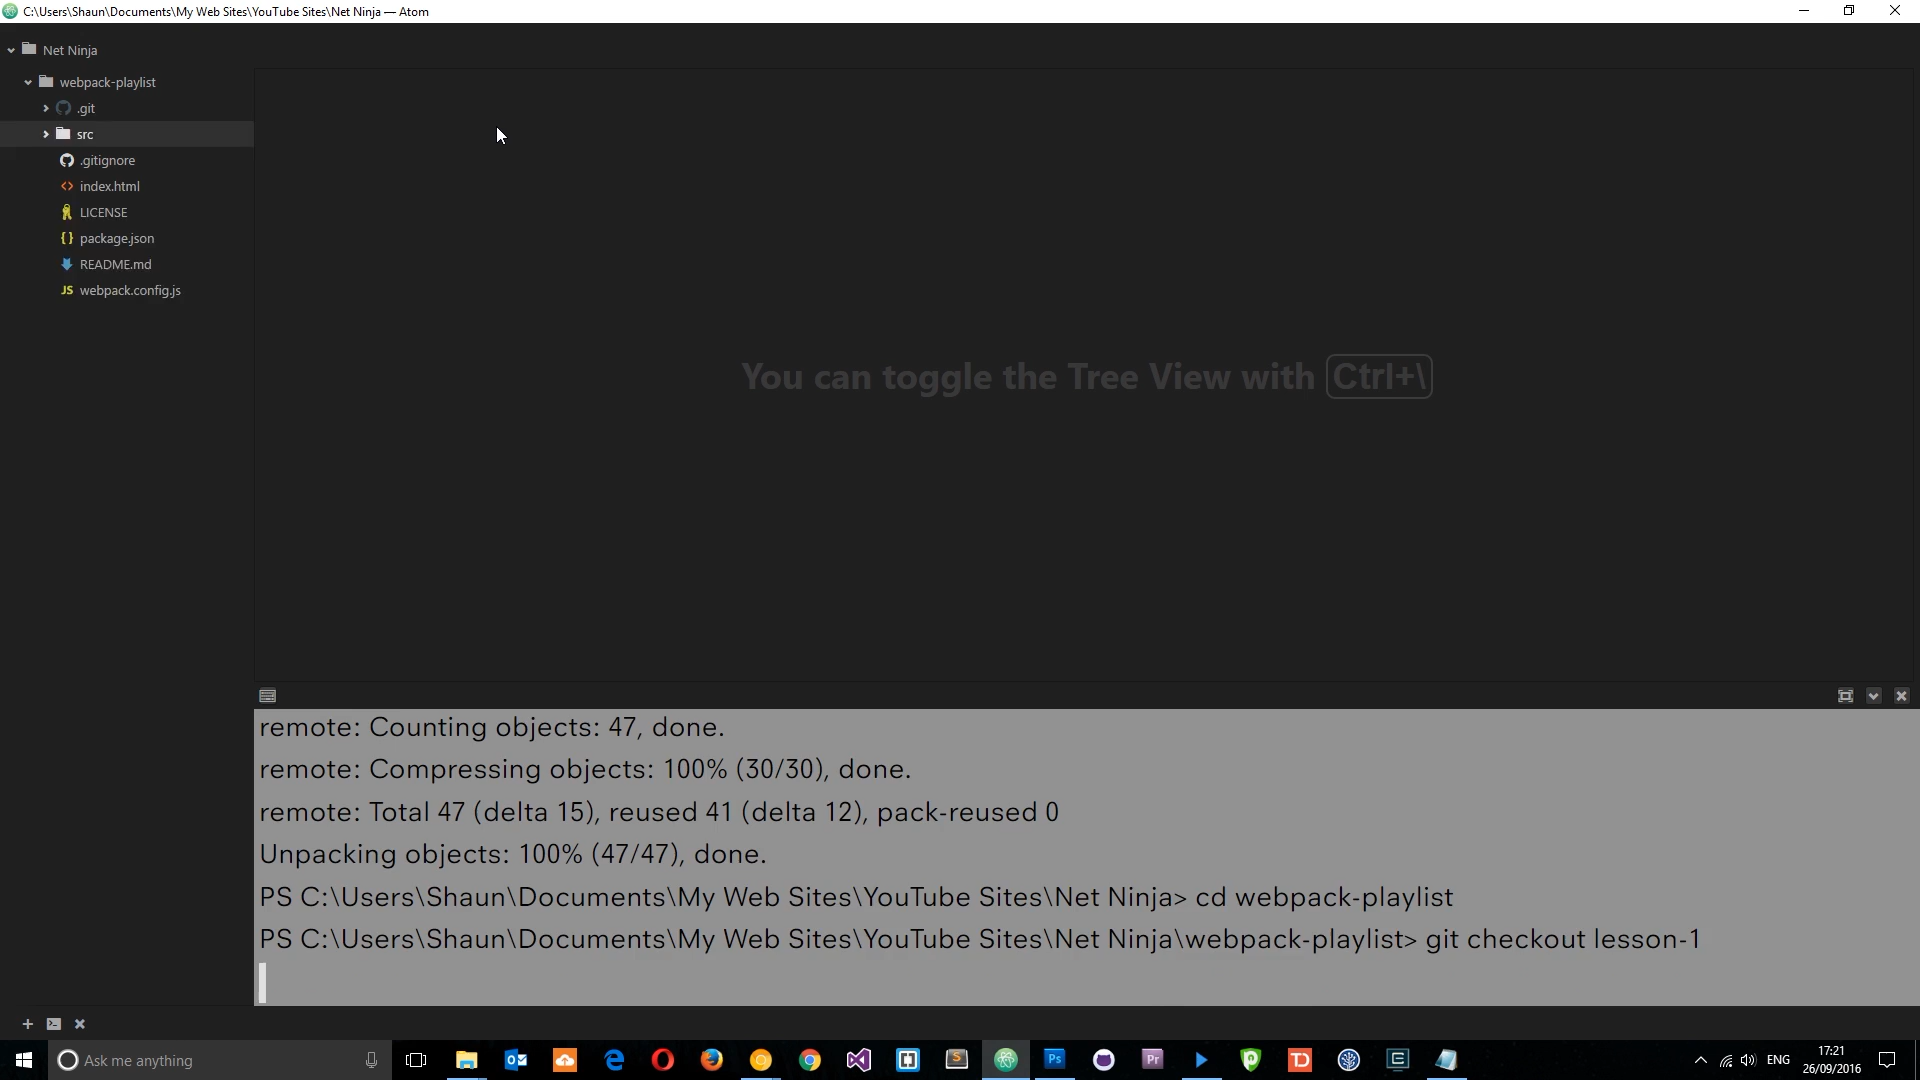 C:\Users\Shaun\Documents\My Web Sites\YouTube Sites\Net Ninja — Atom
Net Ninja
webpack-playlist
.git
src
.gitignore
index.html
LICENSE
package.json
README.md
JS webpack.config.js
You can toggle the Tree View with Ctrl+\
remote: Counting objects: 47, done.
remote: Compressing objects: 100% (30/30), done.
remote: Total 47 (delta 15), reused 41 (delta 12), pack-reused 0
Unpacking objects: 100% (47/47), done.
PS C:\Users\Shaun\Documents\My Web Sites\YouTube Sites\Net Ninja> cd webpack-playlist
PS C:\Users\Shaun\Documents\My Web Sites\YouTube Sites\Net Ninja\webpack-playlist> git checkout lesson-1
Ask me anything
Ps
Pr
TD
ENG
17:21
26/09/2016